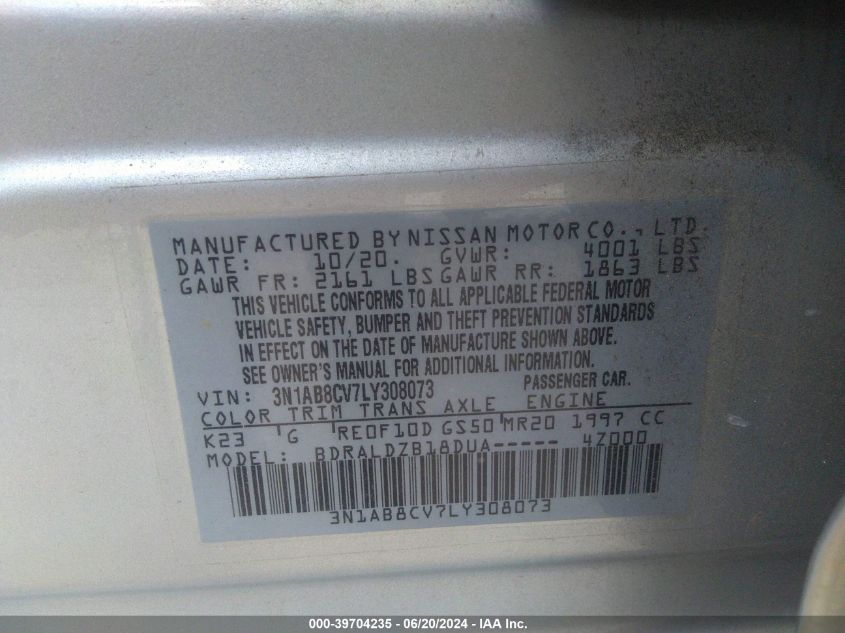 MANUFACTURED BY NISSAN MOTOR CO., LTD.
DATE: 10/20. GVWR: 4001 LBS
GAWR FR: 2161 LBS GAWR RR: 1863 LBS
THIS VEHICLE CONFORMS TO ALL APPLICABLE FEDERAL MOTOR
VEHICLE SAFETY, BUMPER AND THEFT PREVENTION STANDARDS
IN EFFECT ON THE DATE OF MANUFACTURE SHOWN ABOVE.
SEE OWNER'S MANUAL FOR ADDITIONAL INFORMATION.
VIN: 3N1AB8CV7LY308073 PASSENGER CAR.
COLOR TRIM TRANS AXLE ENGINE
K23 G RE0F10D GS50 MR20 1997 CC
MODEL: BDRALDZB18DUA----- 4Z000
3N1AB8CV7LY308073
000-39704235 - 06/20/2024 - IAA Inc.